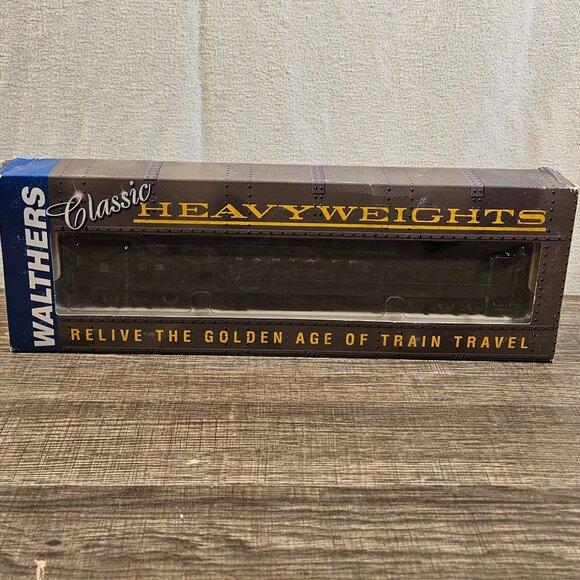 WALTHERS
Classic
HEAVYWEIGHTS
SANTA FE
RELIVE THE GOLDEN AGE OF TRAIN TRAVEL